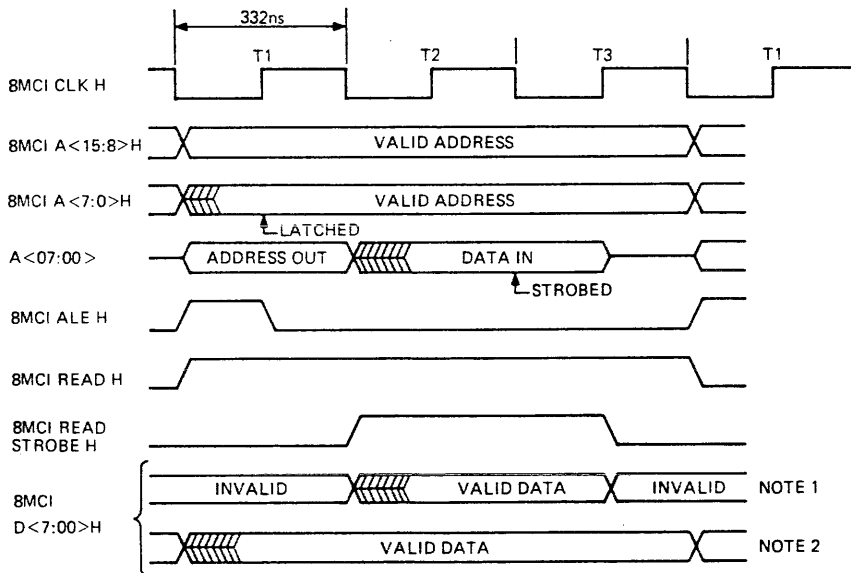 332ns
T1 T2 T3 T1
8MCI CLK H
8MCI A<15:8>H VALID ADDRESS
8MCI A<7:0>H VALID ADDRESS
LATCHED
A<07:00> ADDRESS OUT DATA IN
STROBED
8MCI ALE H
8MCI READ H
8MCI READ
STROBE H
8MCI
D<7:00>H
INVALID VALID DATA INVALID NOTE 1
VALID DATA NOTE 2